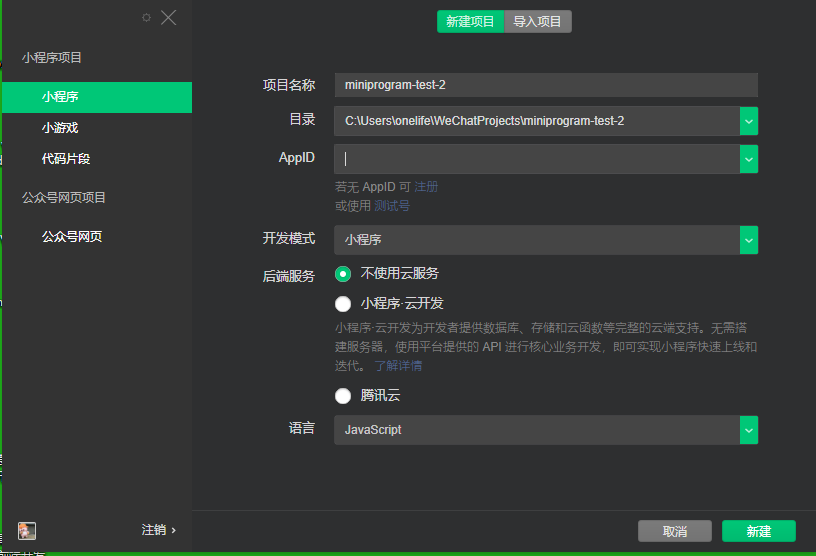 新建项目 导入项目
小程序项目
小程序
小游戏
代码片段
公众号网页项目
公众号网页
注销 ›
项目名称 miniprogram-test-2
目录 C:\Users\onelife\WeChatProjects\miniprogram-test-2
AppID
若无 AppID 可 注册
或使用 测试号
开发模式 小程序
后端服务 不使用云服务
小程序·云开发
小程序·云开发为开发者提供数据库、存储和云函数等完整的云端支持。无需搭
建服务器，使用平台提供的 API 进行核心业务开发，即可实现小程序快速上线和
迭代。 了解详情
腾讯云
语言 JavaScript
取消 新建